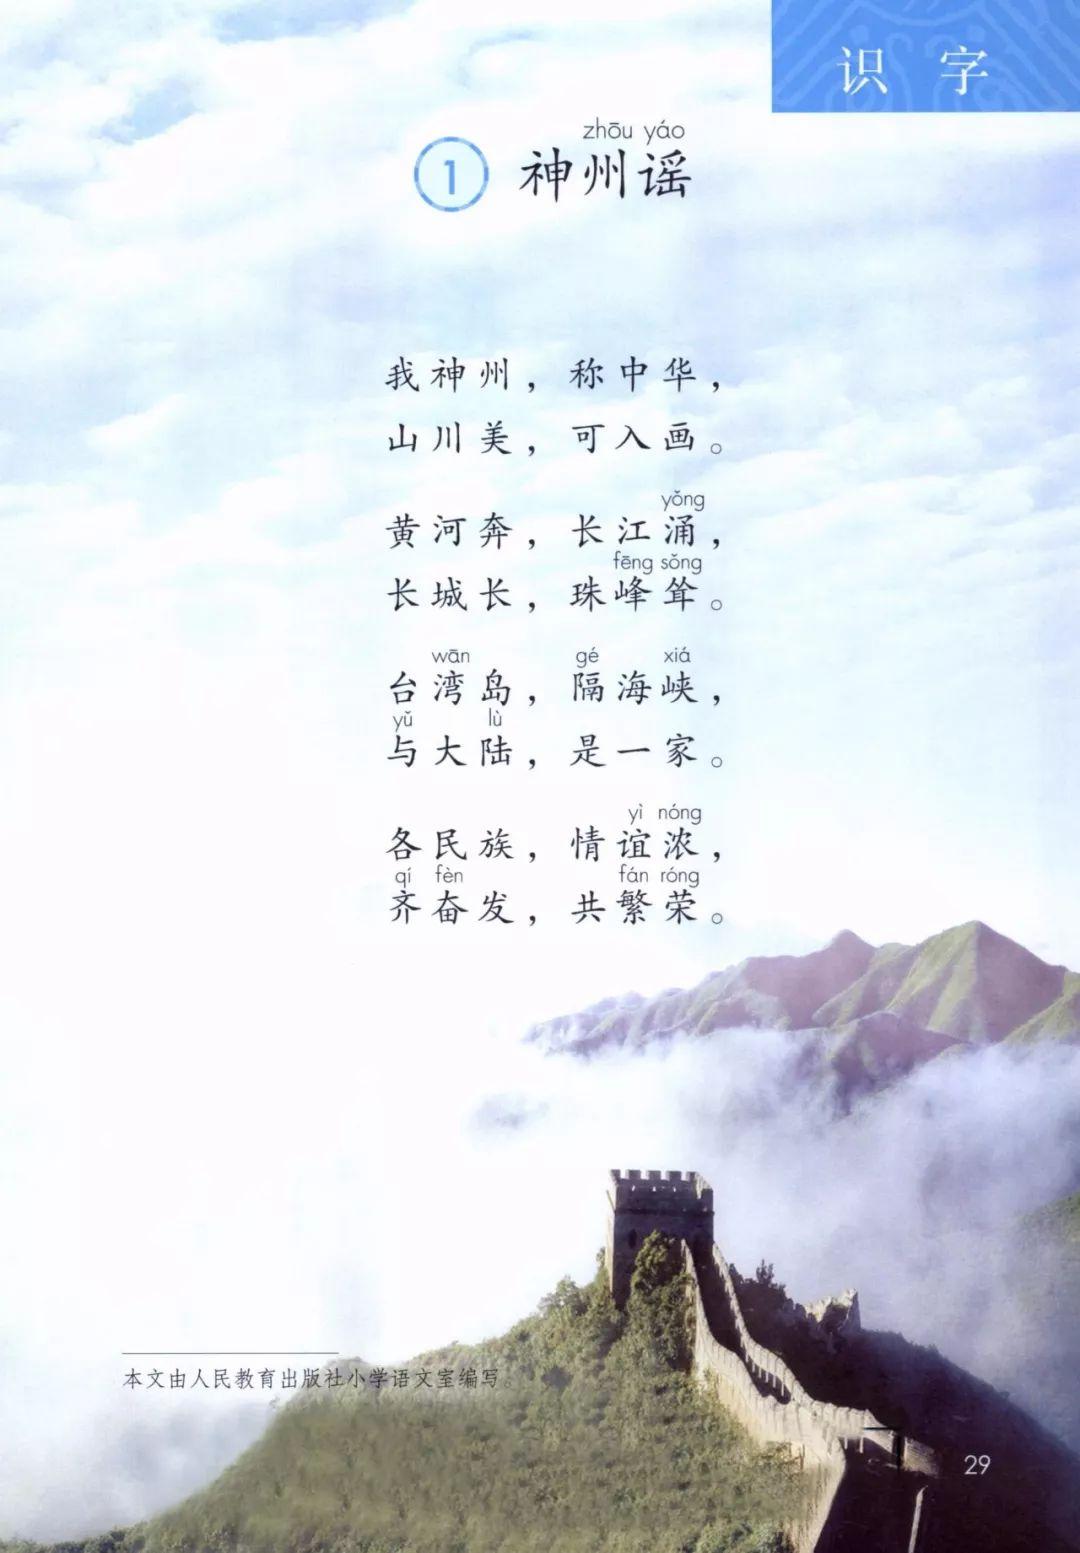 识字
zhōu yáo
1 神州谣
我神州，称中华，
山川美，可入画。
yǒng
黄河奔，长江涌，
fēng sǒng
长城长，珠峰耸。
wān gé xiá
台湾岛，隔海峡，
yǔ lù
与大陆，是一家。
yì nóng
各民族，情谊浓，
qí fèn fán róng
齐奋发，共繁荣。
本文由人民教育出版社小学语文室编写。
29